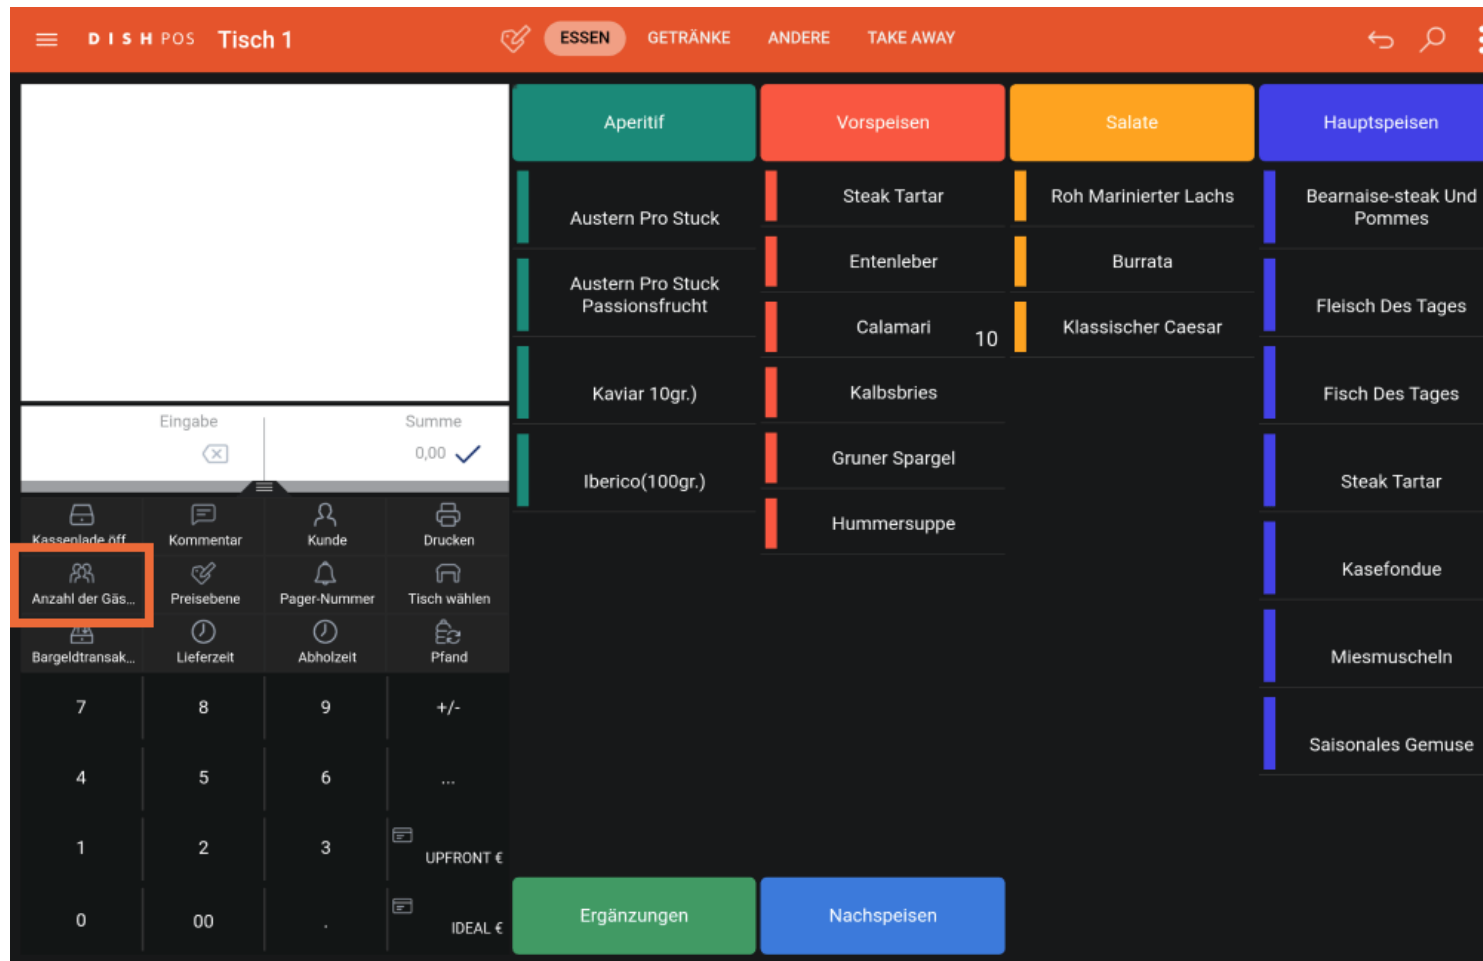 DISH POS Tisch 1
ESSEN GETRÄNKE ANDERE TAKE AWAY
Aperitif
Austern Pro Stuck
Austern Pro Stuck
Passionsfrucht
Kaviar 10gr.)
Iberico(100gr.)
Vorspeisen
Steak Tartar
Entenleber
Calamari 10
Kalbsbries
Gruner Spargel
Hummersuppe
Salate
Roh Marinierter Lachs
Burrata
Klassischer Caesar
Hauptspeisen
Bearnaise-steak Und
Pommes
Fleisch Des Tages
Fisch Des Tages
Steak Tartar
Kasefondue
Miesmuscheln
Saisonales Gemuse
Eingabe Summe
0,00
Kassenlade öff... Kommentar Kunde Drucken
Anzahl der Gäs... Preisebene Pager-Nummer Tisch wählen
Bargeldtransak... Lieferzeit Abholzeit Pfand
7 8 9 +/-
4 5 6 ...
1 2 3 UPFRONT €
0 00 . IDEAL €
Ergänzungen Nachspeisen